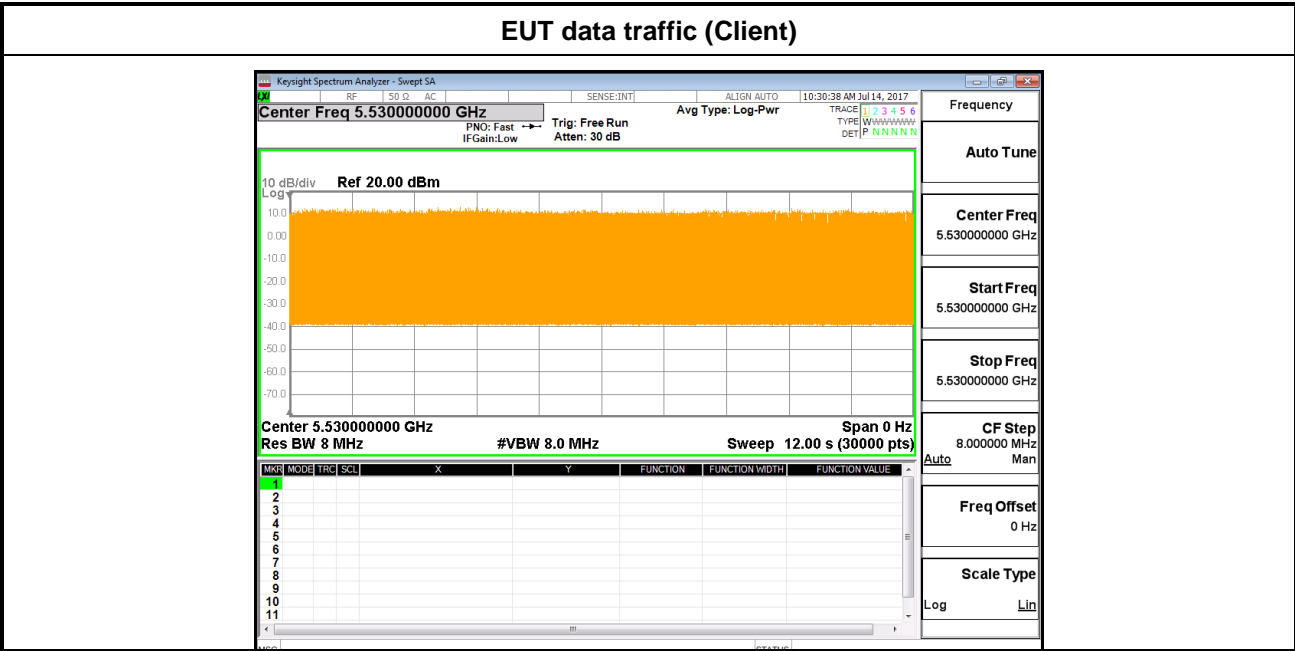 EUT data traffic (Client)
Keysight Spectrum Analyzer - Swept SA
LXI RF 50 Ω AC SENSE:INT ALIGN AUTO 10:30:38 AM Jul 14, 2017
Center Freq 5.530000000 GHz
PNO: Fast
IFGain:Low
Trig: Free Run
Atten: 30 dB
Avg Type: Log-Pwr
TRACE 1 2 3 4 5 6
TYPE WWWWWW
DET P N N N N N
10 dB/div Ref 20.00 dBm
Log
10.0
0.00
-10.0
-20.0
-30.0
-40.0
-50.0
-60.0
-70.0
Center 5.530000000 GHz Span 0 Hz
Res BW 8 MHz #VBW 8.0 MHz Sweep 12.00 s (30000 pts)
MKR MODE TRC SCL X Y FUNCTION FUNCTION WIDTH FUNCTION VALUE
1
2
3
4
5
6
7
8
9
10
11
Frequency
Auto Tune
Center Freq
5.530000000 GHz
Start Freq
5.530000000 GHz
Stop Freq
5.530000000 GHz
CF Step
8.000000 MHz
Auto Man
Freq Offset
0 Hz
Scale Type
Log Lin
MSG STATUS